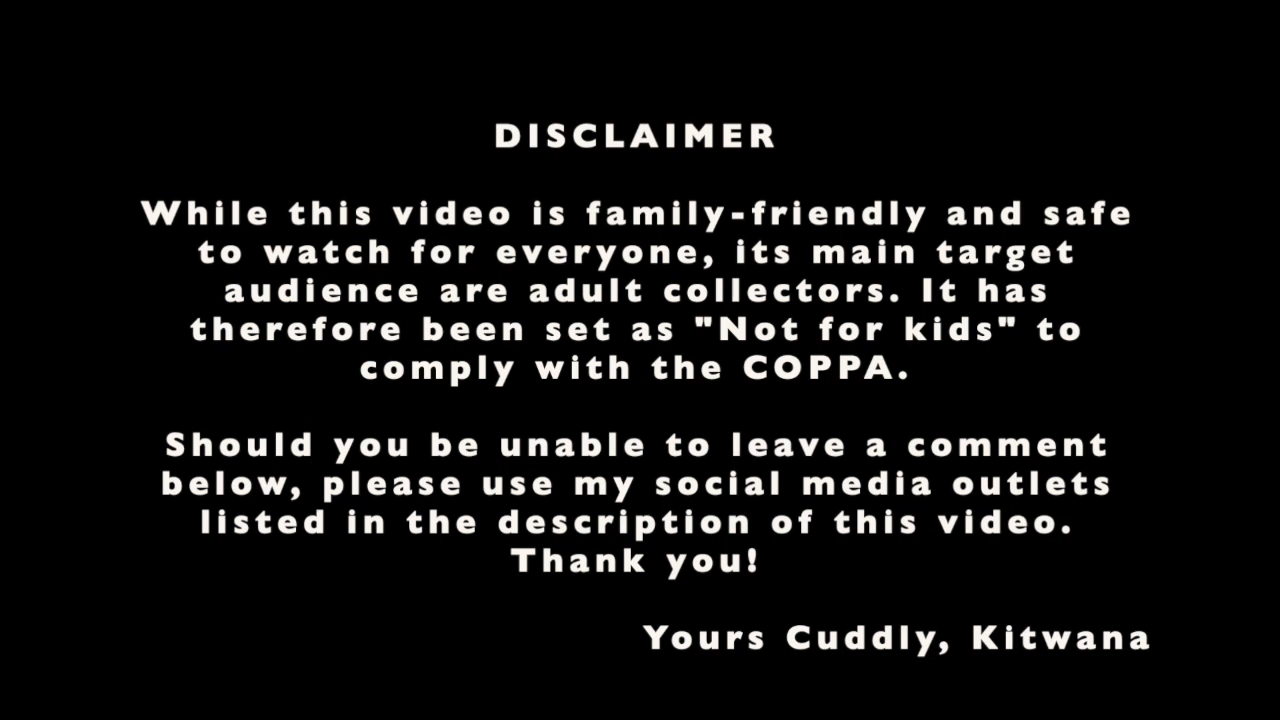 DISCLAIMER
While this video is family-friendly and safe
to watch for everyone, its main target
audience are adult collectors. It has
therefore been set as "Not for kids" to
comply with the COPPA.
Should you be unable to leave a comment
below, please use my social media outlets
listed in the description of this video.
Thank you!
Yours Cuddly, Kitwana